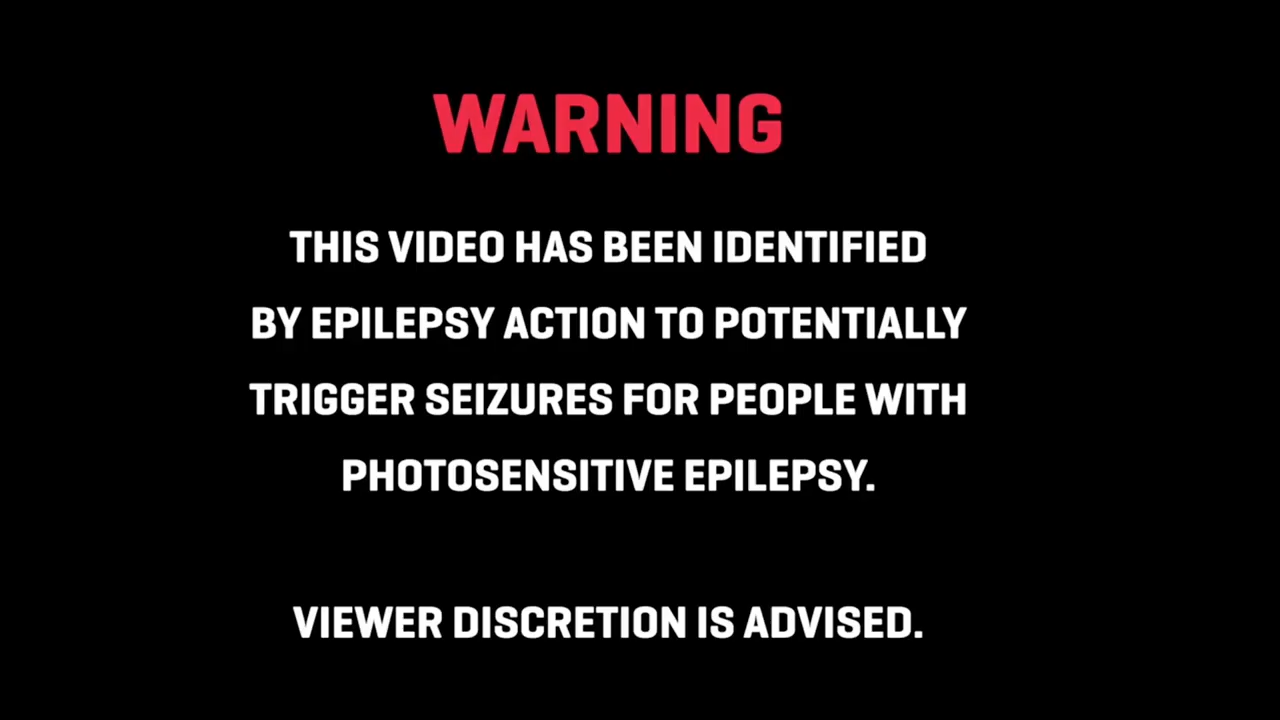 WARNING
THIS VIDEO HAS BEEN IDENTIFIED
BY EPILEPSY ACTION TO POTENTIALLY
TRIGGER SEIZURES FOR PEOPLE WITH
PHOTOSENSITIVE EPILEPSY.
VIEWER DISCRETION IS ADVISED.